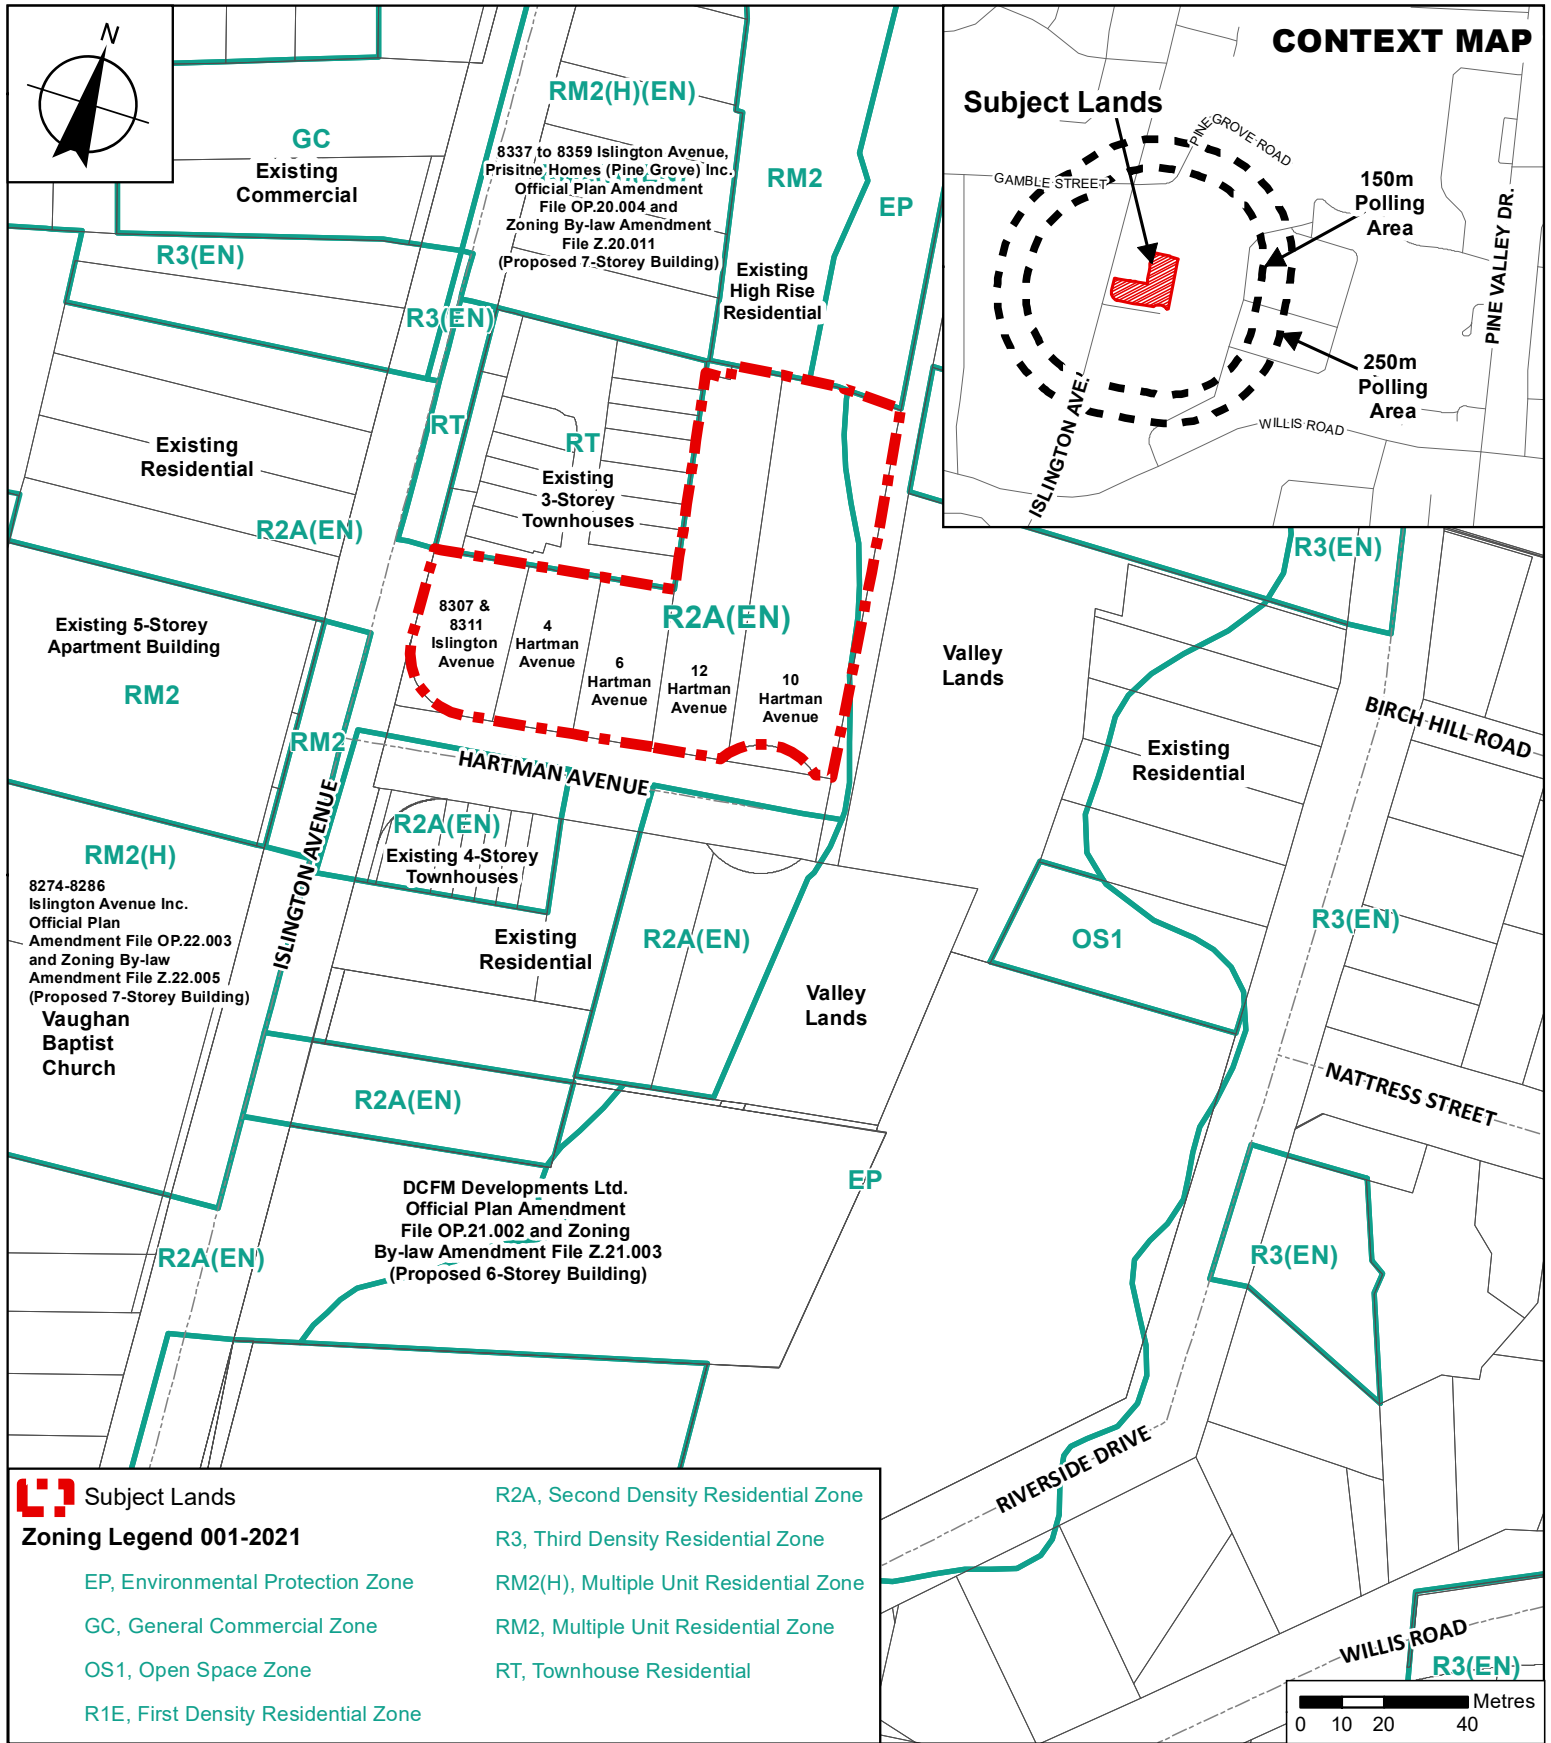 N
CONTEXT MAP
Subject Lands
PINE GROVE ROAD
GAMBLE STREET
150m
Polling
Area
PINE VALLEY DR.
250m
Polling
Area
WILLIS ROAD
ISLINGTON AVE.
GC
Existing
Commercial
RM2(H)(EN)
8337 to 8359 Islington Avenue,
Prisitne Homes (Pine Grove) Inc.
Official Plan Amendment
File OP.20.004 and
Zoning By-law Amendment
File Z.20.011
(Proposed 7-Storey Building)
RM2
EP
R3(EN)
Existing
High Rise
Residential
R3(EN)
RT
RT
Existing
3-Storey
Townhouses
Existing
Residential
R2A(EN)
R3(EN)
8307 &
8311
Islington
Avenue
4
Hartman
Avenue
6
Hartman
Avenue
12
Hartman
Avenue
10
Hartman
Avenue
R2A(EN)
Existing 5-Storey
Apartment Building
RM2
RM2
Valley
Lands
BIRCH HILL ROAD
Existing
Residential
HARTMAN AVENUE
ISLINGTON AVENUE
R2A(EN)
Existing 4-Storey
Townhouses
RM2(H)
8274-8286
Islington Avenue Inc.
Official Plan
Amendment File OP.22.003
and Zoning By-law
Amendment File Z.22.005
(Proposed 7-Storey Building)
Vaughan
Baptist
Church
Existing
Residential
R2A(EN)
OS1
R3(EN)
Valley
Lands
NATTRESS STREET
R2A(EN)
EP
DCFM Developments Ltd.
Official Plan Amendment
File OP.21.002 and Zoning
By-law Amendment File Z.21.003
(Proposed 6-Storey Building)
R2A(EN)
R3(EN)
RIVERSIDE DRIVE
WILLIS ROAD
R3(EN)
Subject Lands
Zoning Legend 001-2021
EP, Environmental Protection Zone
GC, General Commercial Zone
OS1, Open Space Zone
R1E, First Density Residential Zone
R2A, Second Density Residential Zone
R3, Third Density Residential Zone
RM2(H), Multiple Unit Residential Zone
RM2, Multiple Unit Residential Zone
RT, Townhouse Residential
Metres
0 10 20 40